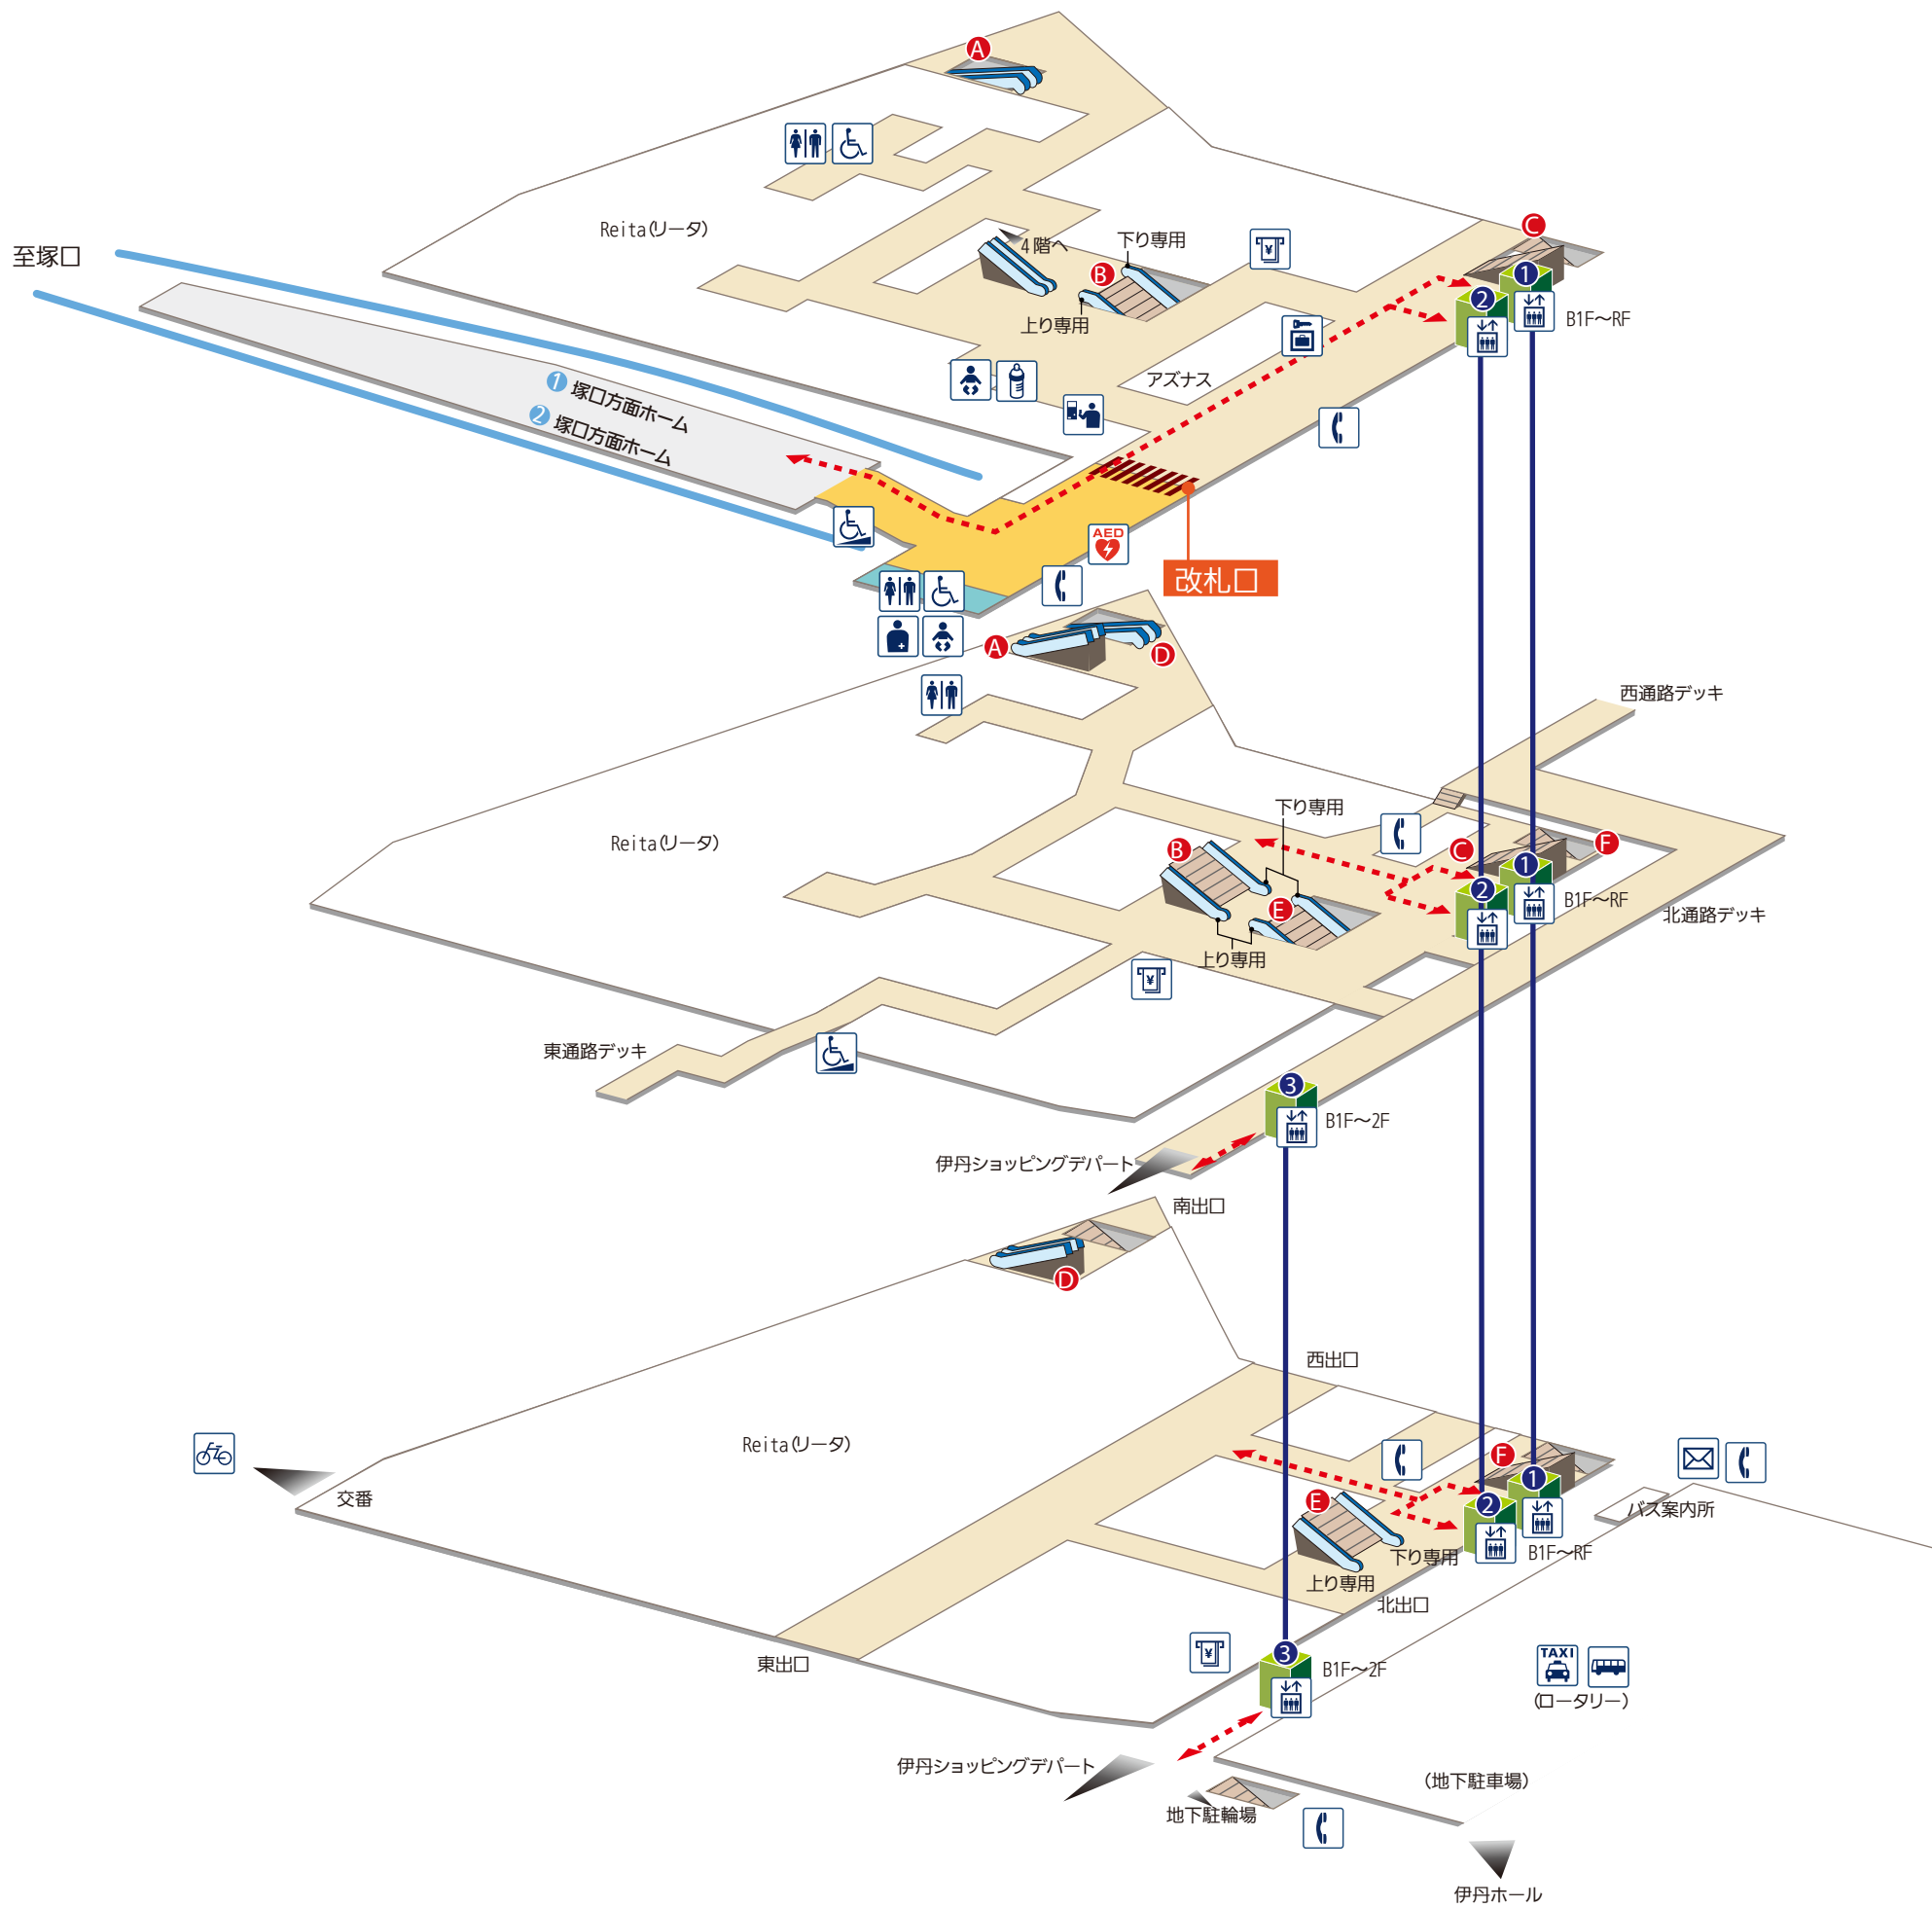 A
Reita(リータ)
至塚口
4階へ
下り専用
B
上り専用
C
1
2
B1F〜RF
アズナス
1 塚口方面ホーム
2 塚口方面ホーム
AED
改札口
A
D
西通路デッキ
Reita(リータ)
下り専用
B
C
F
1
2
B1F〜RF
E
上り専用
北通路デッキ
東通路デッキ
3
B1F〜2F
伊丹ショッピングデパート
南出口
D
西出口
Reita(リータ)
交番
F
1
2
E
バス案内所
B1F〜RF
下り専用
上り専用
北出口
東出口
3
B1F〜2F
TAXI
(ロータリー)
伊丹ショッピングデパート
(地下駐車場)
地下駐輪場
伊丹ホール